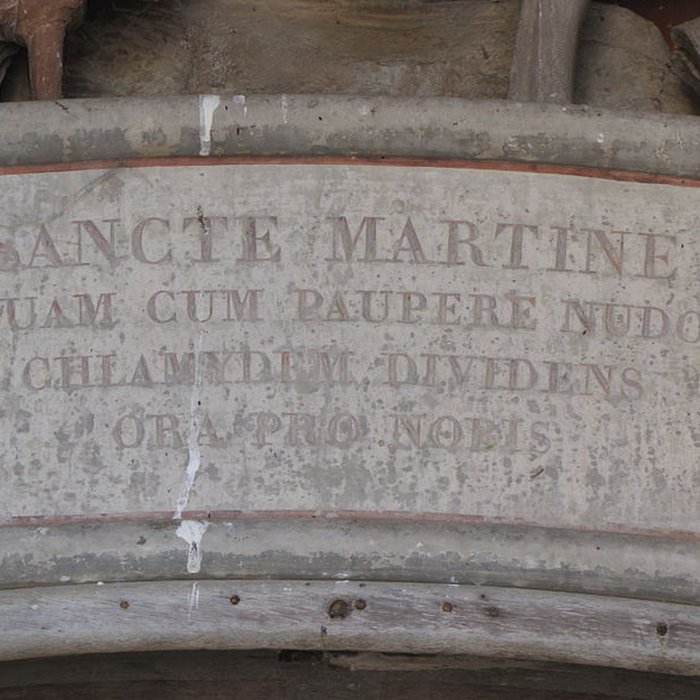 SANCTE MARTINE
UAM CUM PAUPERE NUDO
CHLAMYDEM DIVIDENS
ORA PRO NOBIS